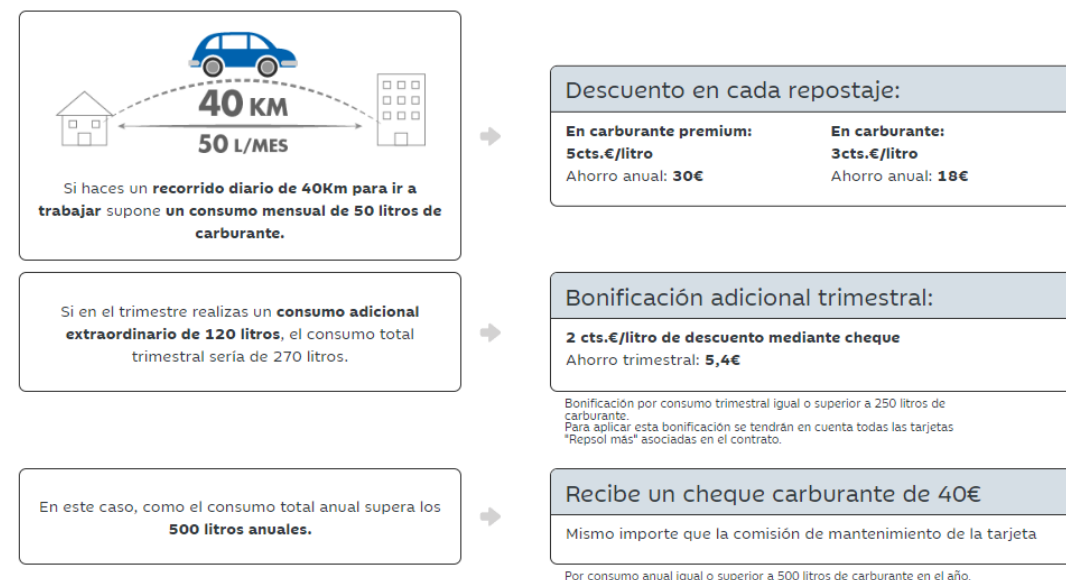 40 KM
50 L/MES
Si haces un recorrido diario de 40Km para ir a
trabajar supone un consumo mensual de 50 litros de
carburante.
Descuento en cada repostaje:
En carburante premium:
5cts.€/litro
Ahorro anual: 30€
En carburante:
3cts.€/litro
Ahorro anual: 18€
Si en el trimestre realizas un consumo adicional
extraordinario de 120 litros, el consumo total
trimestral sería de 270 litros.
Bonificación adicional trimestral:
2 cts.€/litro de descuento mediante cheque
Ahorro trimestral: 5,4€
Bonificación por consumo trimestral igual o superior a 250 litros de
carburante.
Para aplicar esta bonificación se tendrán en cuenta todas las tarjetas
"Repsol más" asociadas en el contrato.
En este caso, como el consumo total anual supera los
500 litros anuales.
Recibe un cheque carburante de 40€
Mismo importe que la comisión de mantenimiento de la tarjeta
Por consumo anual igual o superior a 500 litros de carburante en el año.